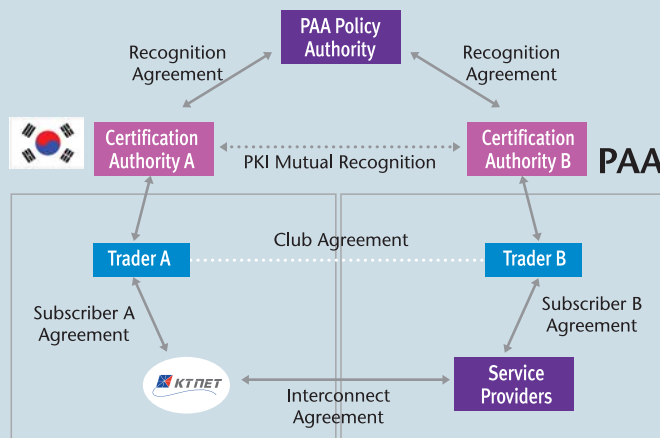 PAA Policy
Authority
Recognition
Agreement
Recognition
Agreement
Certification
Authority A
PKI Mutual Recognition
Certification
Authority B
PAA
Club Agreement
Trader A
Trader B
Subscriber A
Agreement
Subscriber B
Agreement
KTNET
Interconnect
Agreement
Service
Providers